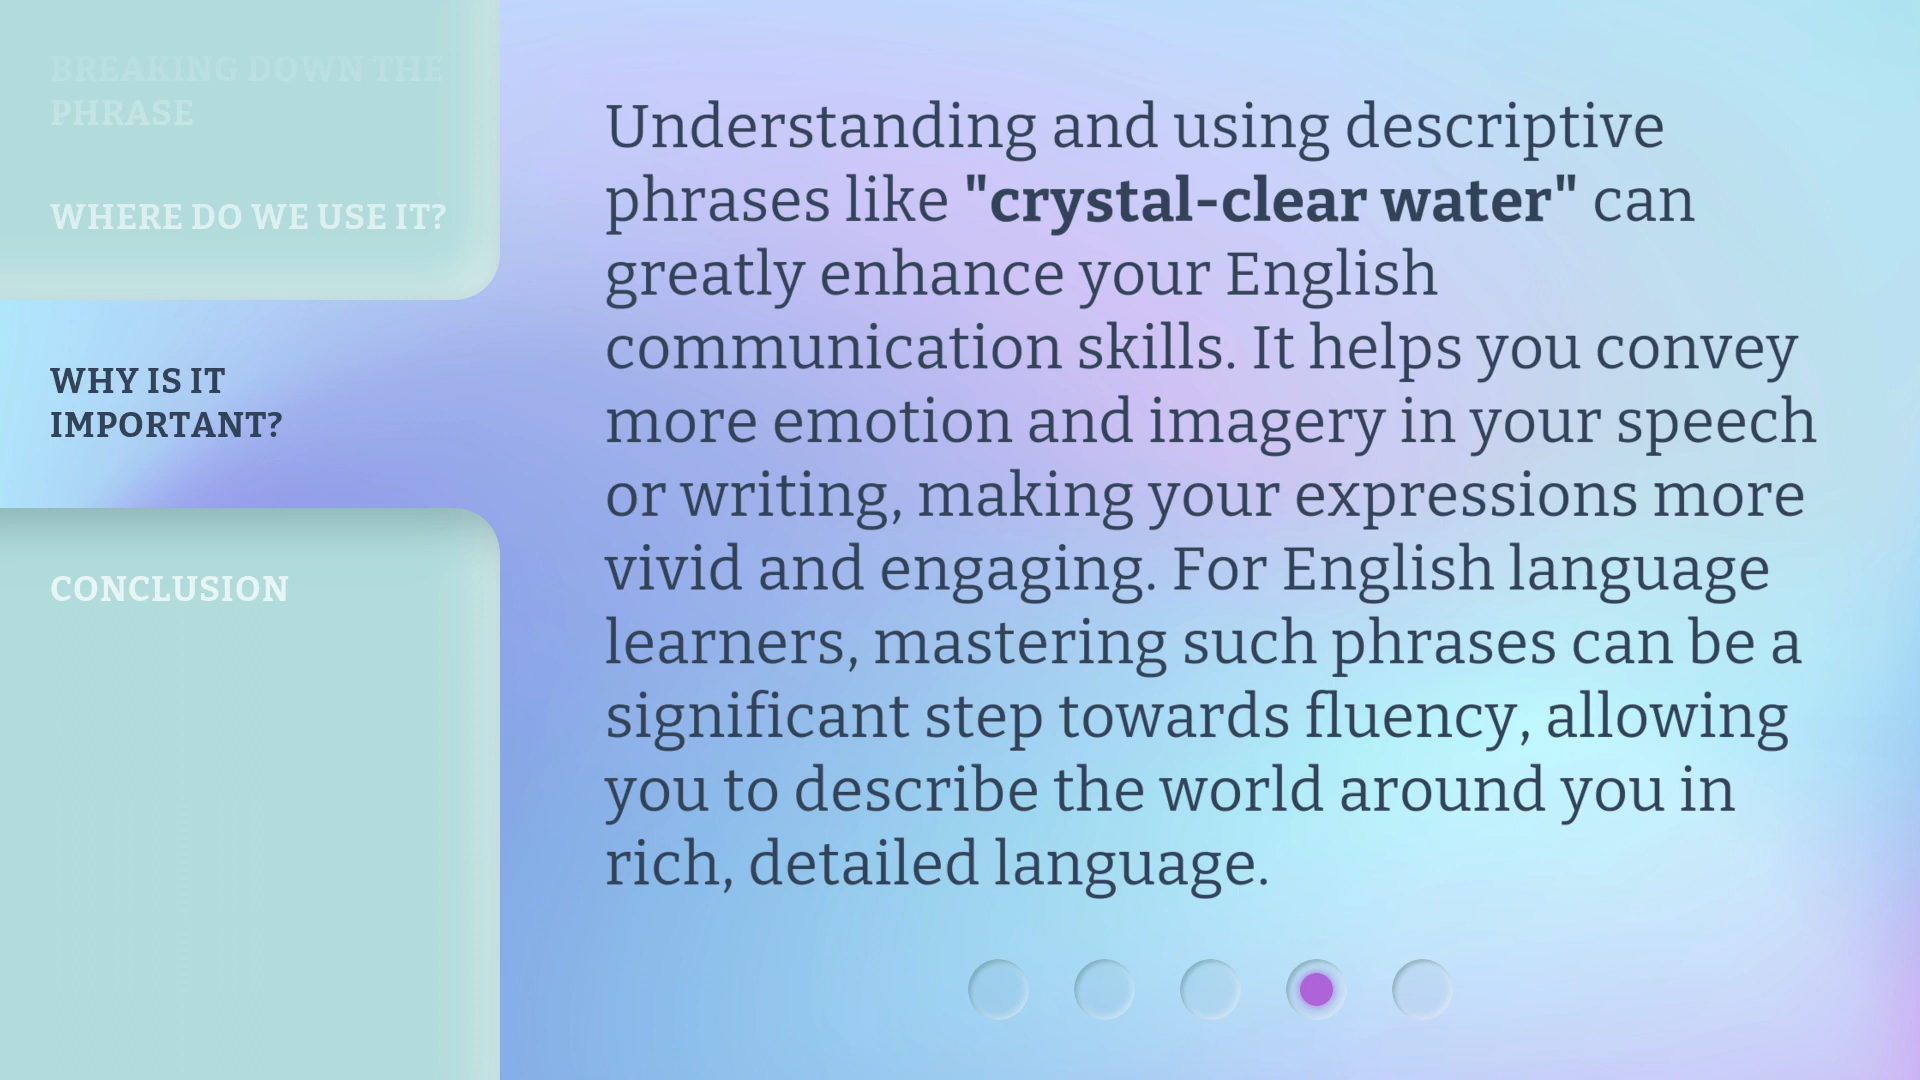 BREAKING DOWN THE
PHRASE
WHERE DO WE USE IT?
WHY IS IT
IMPORTANT?
CONCLUSION
Understanding and using descriptive
phrases like "crystal-clear water" can
greatly enhance your English
communication skills. It helps you convey
more emotion and imagery in your speech
or writing, making your expressions more
vivid and engaging. For English language
learners, mastering such phrases can be a
significant step towards fluency, allowing
you to describe the world around you in
rich, detailed language.